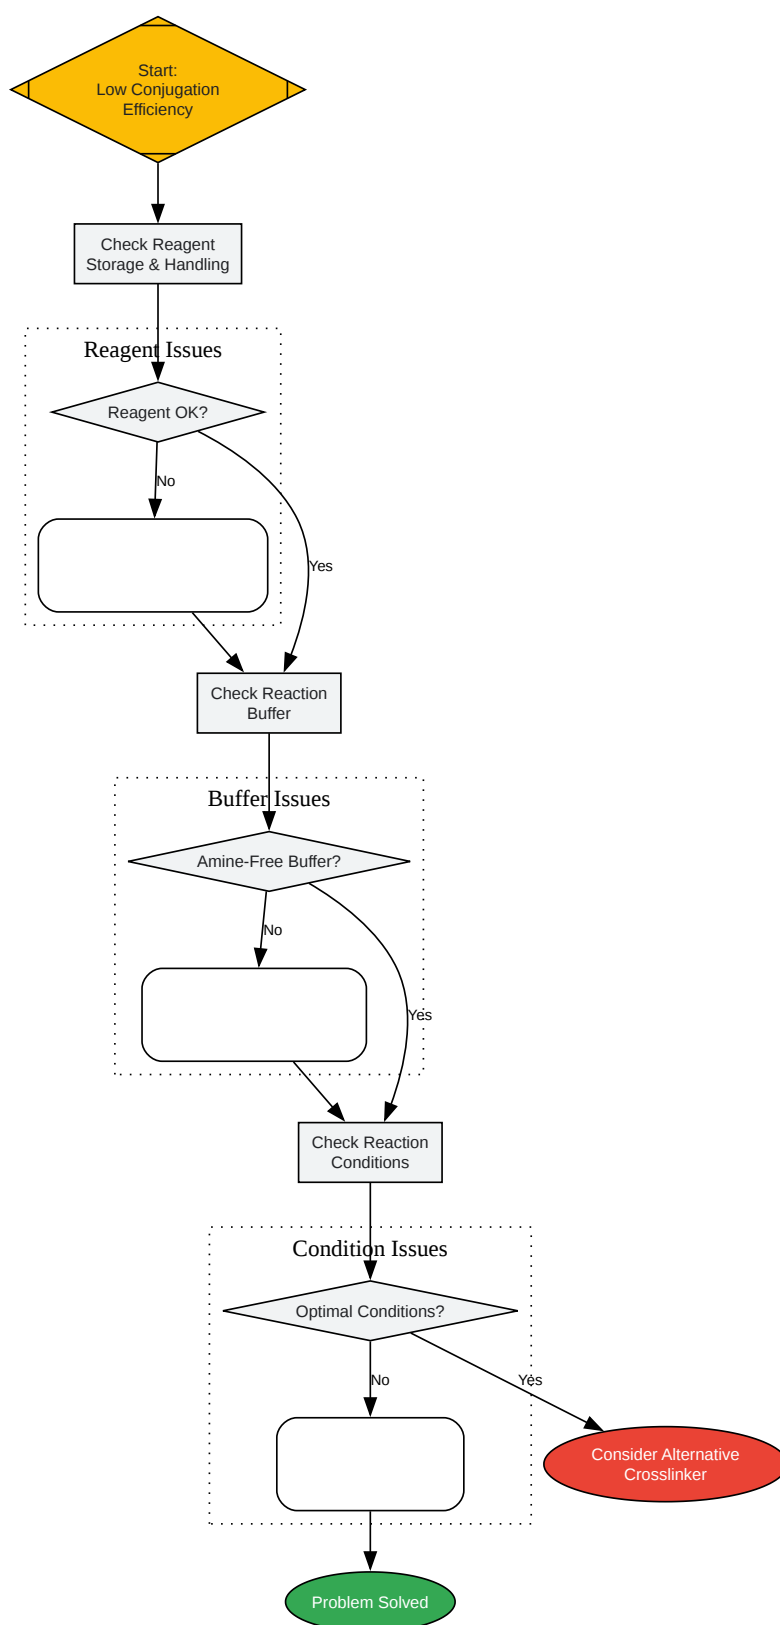 Start:
Low Conjugation
Efficiency
Check Reagent
Storage & Handling
Reagent Issues
Reagent OK?
No
Yes
Check Reaction
Buffer
Buffer Issues
Amine-Free Buffer?
No
Yes
Check Reaction
Conditions
Condition Issues
Optimal Conditions?
No
Yes
Consider Alternative
Crosslinker
Problem Solved